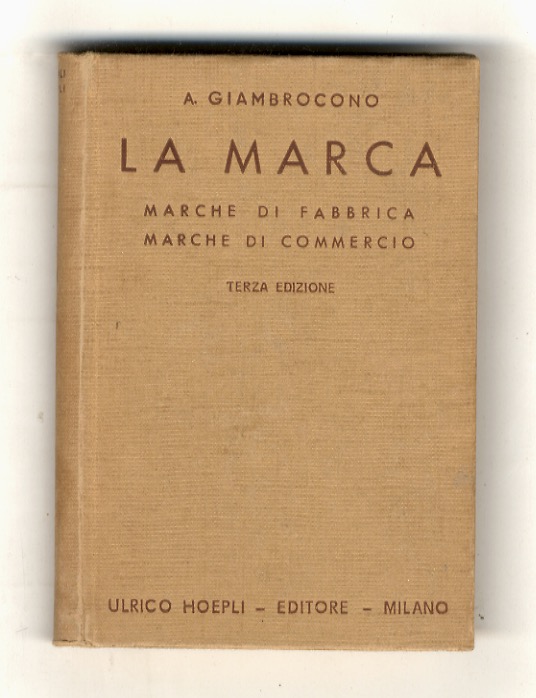 A. GIAMBROCONO
LA MARCA
MARCHE DI FABBRICA
MARCHE DI COMMERCIO
TERZA EDIZIONE
ULRICO HOEPLI – EDITORE – MILANO